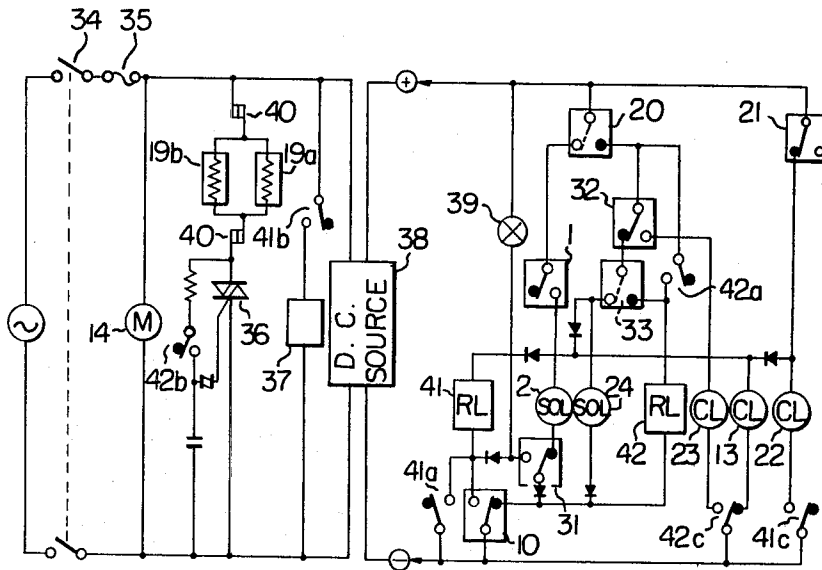 34
35
40
20
21
19b
19a
32
39
41b
38
40
1
36
42a
33
14
M
D. C.
SOURCE
37
42b
41
RL
2
SOL
SOL
24
RL
42
CL
CL
CL
23
13
22
41a
31
10
42c
41c